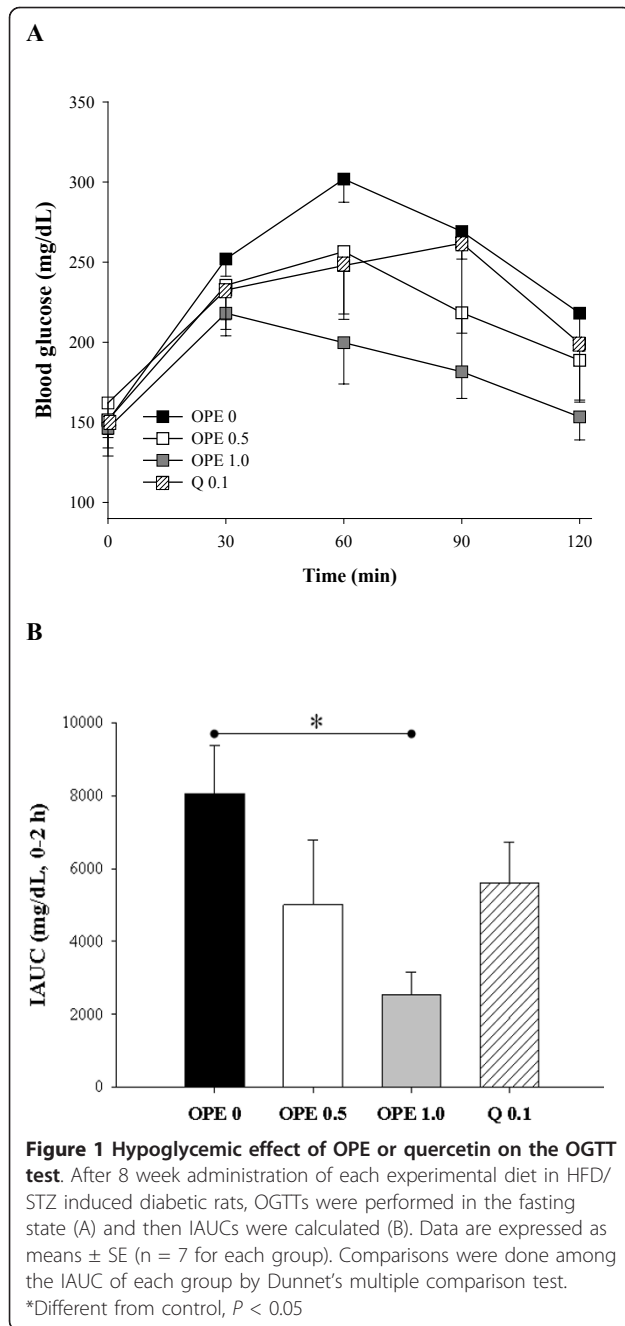 A
350
300
250
200
150
100
Blood glucose (mg/dL)
OPE 0
OPE 0.5
OPE 1.0
Q 0.1
0 30 60 90 120
Time (min)
B
10000
8000
6000
4000
2000
0
IAUC (mg/dL, 0-2 h)
*
OPE 0 OPE 0.5 OPE 1.0 Q 0.1
Figure 1 Hypoglycemic effect of OPE or quercetin on the OGTT
test. After 8 week administration of each experimental diet in HFD/
STZ induced diabetic rats, OGTTs were performed in the fasting
state (A) and then IAUCs were calculated (B). Data are expressed as
means ± SE (n = 7 for each group). Comparisons were done among
the IAUC of each group by Dunnet's multiple comparison test.
*Different from control, P < 0.05